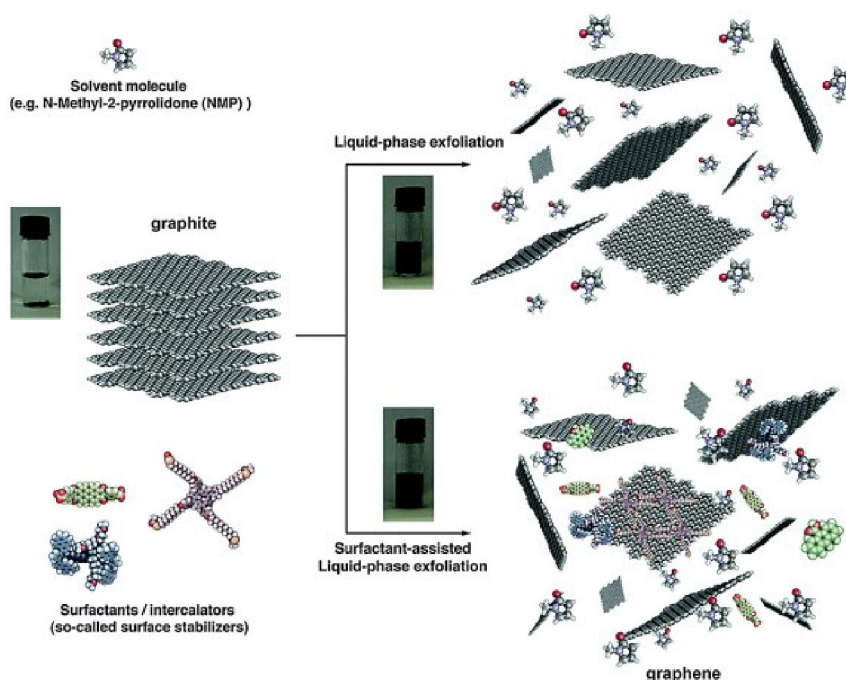 Solvent molecule
(e.g. N-Methyl-2-pyrrolidone (NMP) )
Liquid-phase exfoliation
graphite
Surfactant-assisted
Liquid-phase exfoliation
Surfactants / intercalators
(so-called surface stabilizers)
graphene